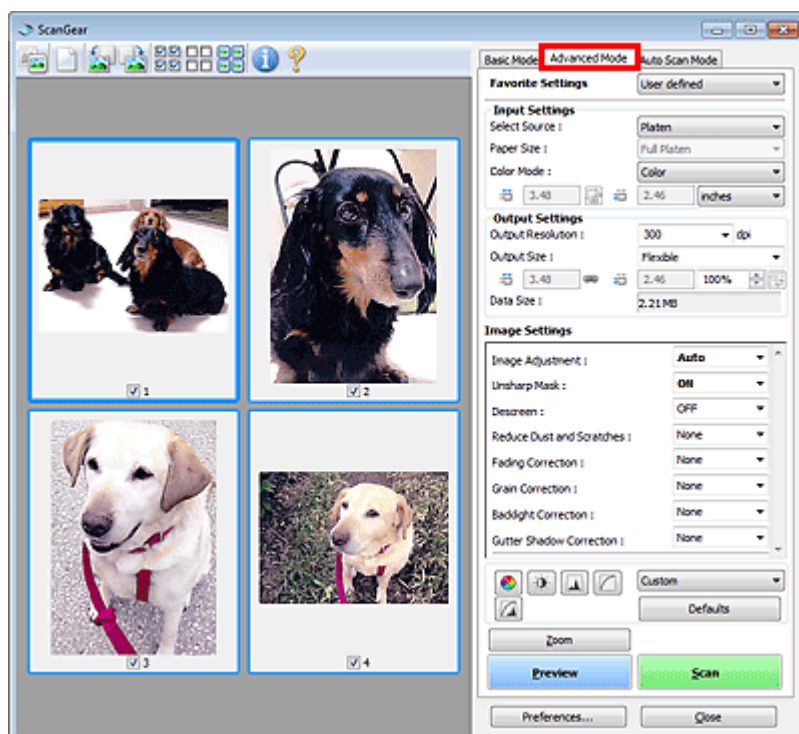 ScanGear
Basic Mode Advanced Mode Auto Scan Mode
Favorite Settings User defined
Input Settings
Select Source : Platen
Paper Size : Full Platen
Color Mode : Color
3.48 2.46 inches
Output Settings
Output Resolution : 300 dpi
Output Size : Flexible
3.48 2.46 100%
Data Size : 2.21 MB
Image Settings
Image Adjustment : Auto
Unsharp Mask : ON
Descreen : OFF
Reduce Dust and Scratches : None
Fading Correction : None
Grain Correction : None
Backlight Correction : None
Gutter Shadow Correction : None
1
2
3
4
Custom
Defaults
Zoom
Preview Scan
Preferences... Close